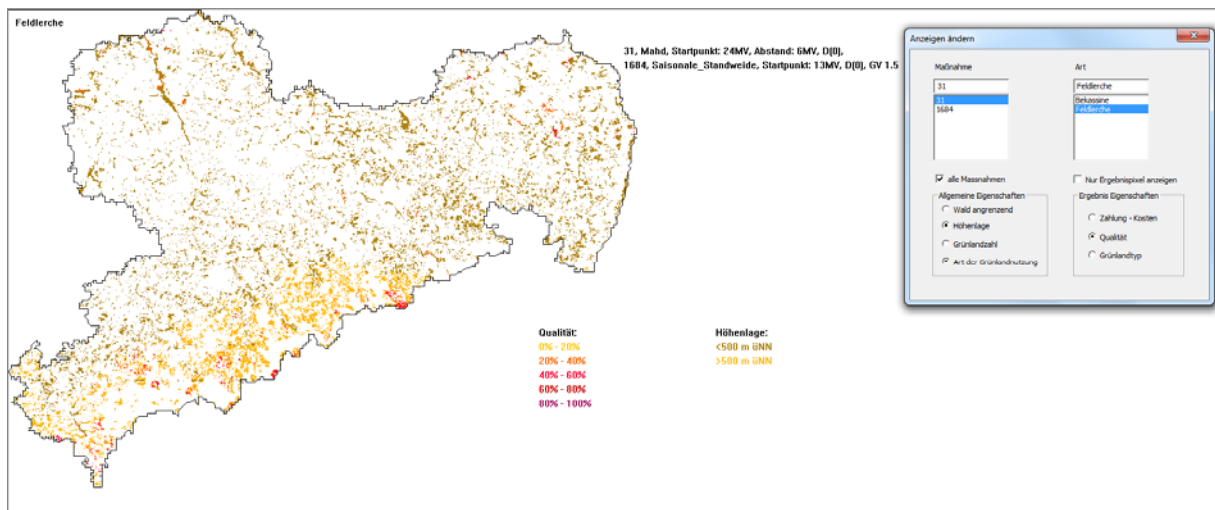 Feldlerche
31, Mahd, Startpunkt: 24MV, Abstand: 6MV, D[0],
1684, Saisonale_Standweide, Startpunkt: 13MV, D[0], GV 1.5
Qualität:
0% - 20%
20% - 40%
40% - 60%
60% - 80%
80% - 100%
Höhenlage:
<500 m üNN
>500 m üNN
Anzeigen ändern
Maßnahme
31
31
1684
Art
Feldlerche
Bekassine
Feldlerche
alle Massnahmen
Nur Ergebnispixel anzeigen
Allgemeine Eigenschaften
Wald angrenzend
Höhenlage
Grünlandzahl
Art der Grünlandnutzung
Ergebnis Eigenschaften
Zahlung - Kosten
Qualität
Grünlandtyp